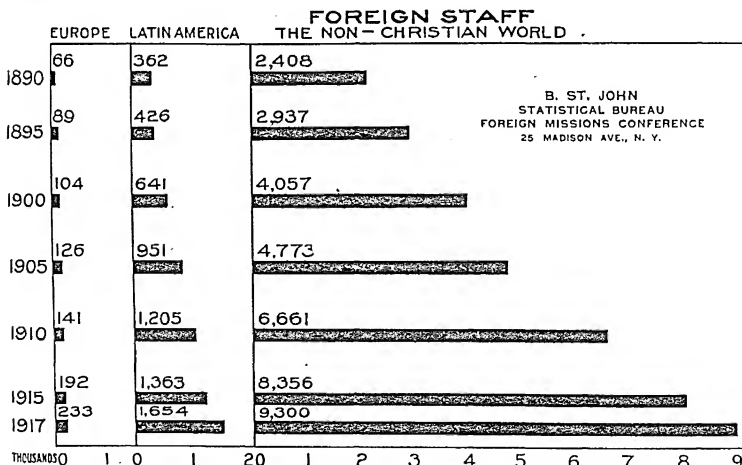 FOREIGN STAFF
EUROPE LATIN AMERICA THE NON-CHRISTIAN WORLD
66 362 2,408
1890
B. ST. JOHN
STATISTICAL BUREAU
FOREIGN MISSIONS CONFERENCE
25 MADISON AVE., N. Y.
89 426 2,937
1895
104 641 4,057
1900
126 951 4,773
1905
141 1,205 6,661
1910
192 1,363 8,356
1915
233 1,654 9,300
1917
THOUSANDS 0 1 0 1 2 0 1 2 3 4 5 6 7 8 9